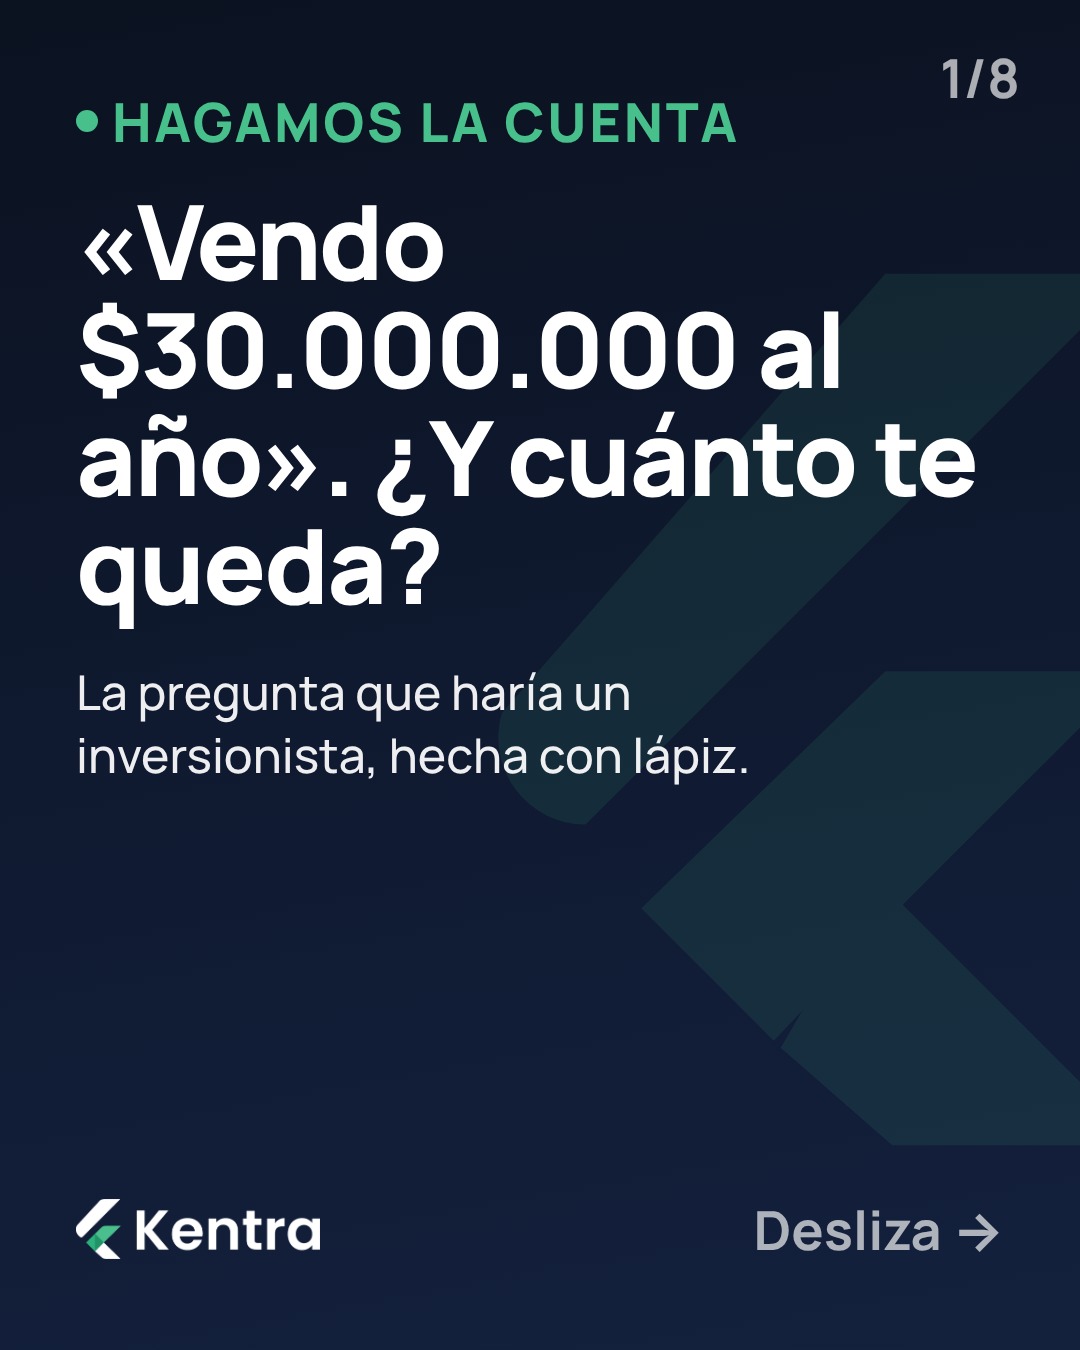 1/8
HAGAMOS LA CUENTA
«Vendo
$30.000.000 al
año». ¿Y cuánto te
queda?
La pregunta que haría un
inversionista, hecha con lápiz.
Kentra
Desliza →